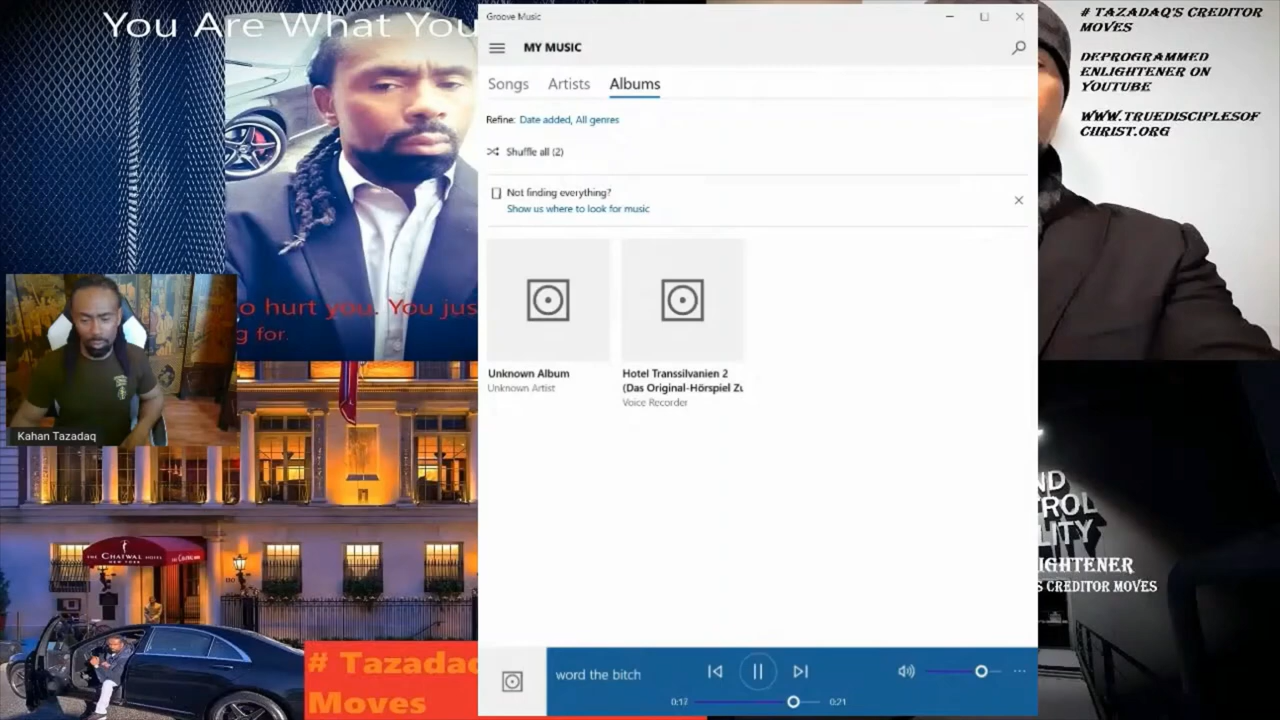 You Are What You
Groove Music
MY MUSIC
Songs Artists Albums
Refine: Date added, All genres
Shuffle all (2)
Not finding everything?
Show us where to look for music
Unknown Album
Unknown Artist
Hotel Transsilvanien 2
(Das Original-Hörspiel Zu
Voice Recorder
word the bitch
0:17
0:21
# TAZADAQ'S CREDITOR
MOVES
DEPROGRAMMED
ENLIGHTENER ON
YOUTUBE
WWW.TRUEDISCIPLESOF
CHRIST.ORG
o hurt you. You jus
g for.
Kahan Tazadaq
THE CHATWAL HOTEL
NEW YORK
# Tazadaq
Moves
ND
ROL
LITY
IGHTENER
S CREDITOR MOVES